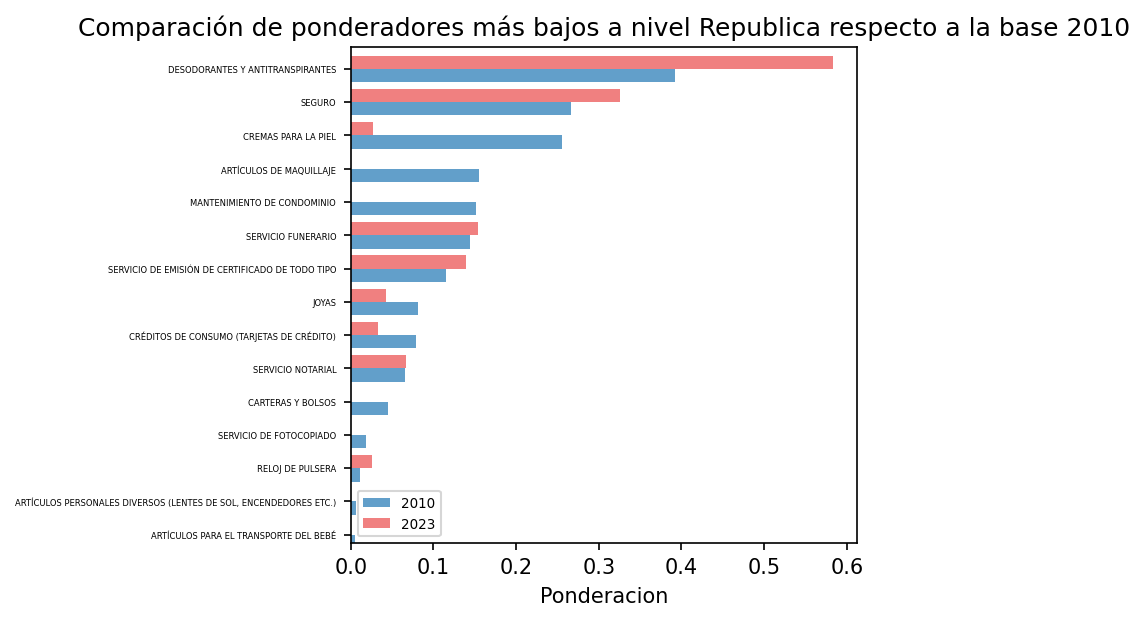 Comparación de ponderadores más bajos a nivel Republica respecto a la base 2010
DESODORANTES Y ANTITRANSPIRANTES
SEGURO
CREMAS PARA LA PIEL
ARTÍCULOS DE MAQUILLAJE
MANTENIMIENTO DE CONDOMINIO
SERVICIO FUNERARIO
SERVICIO DE EMISIÓN DE CERTIFICADO DE TODO TIPO
JOYAS
CRÉDITOS DE CONSUMO (TARJETAS DE CRÉDITO)
SERVICIO NOTARIAL
CARTERAS Y BOLSOS
SERVICIO DE FOTOCOPIADO
RELOJ DE PULSERA
ARTÍCULOS PERSONALES DIVERSOS (LENTES DE SOL, ENCENDEDORES ETC.)
ARTÍCULOS PARA EL TRANSPORTE DEL BEBÉ
2010
2023
0.0 0.1 0.2 0.3 0.4 0.5 0.6
Ponderacion